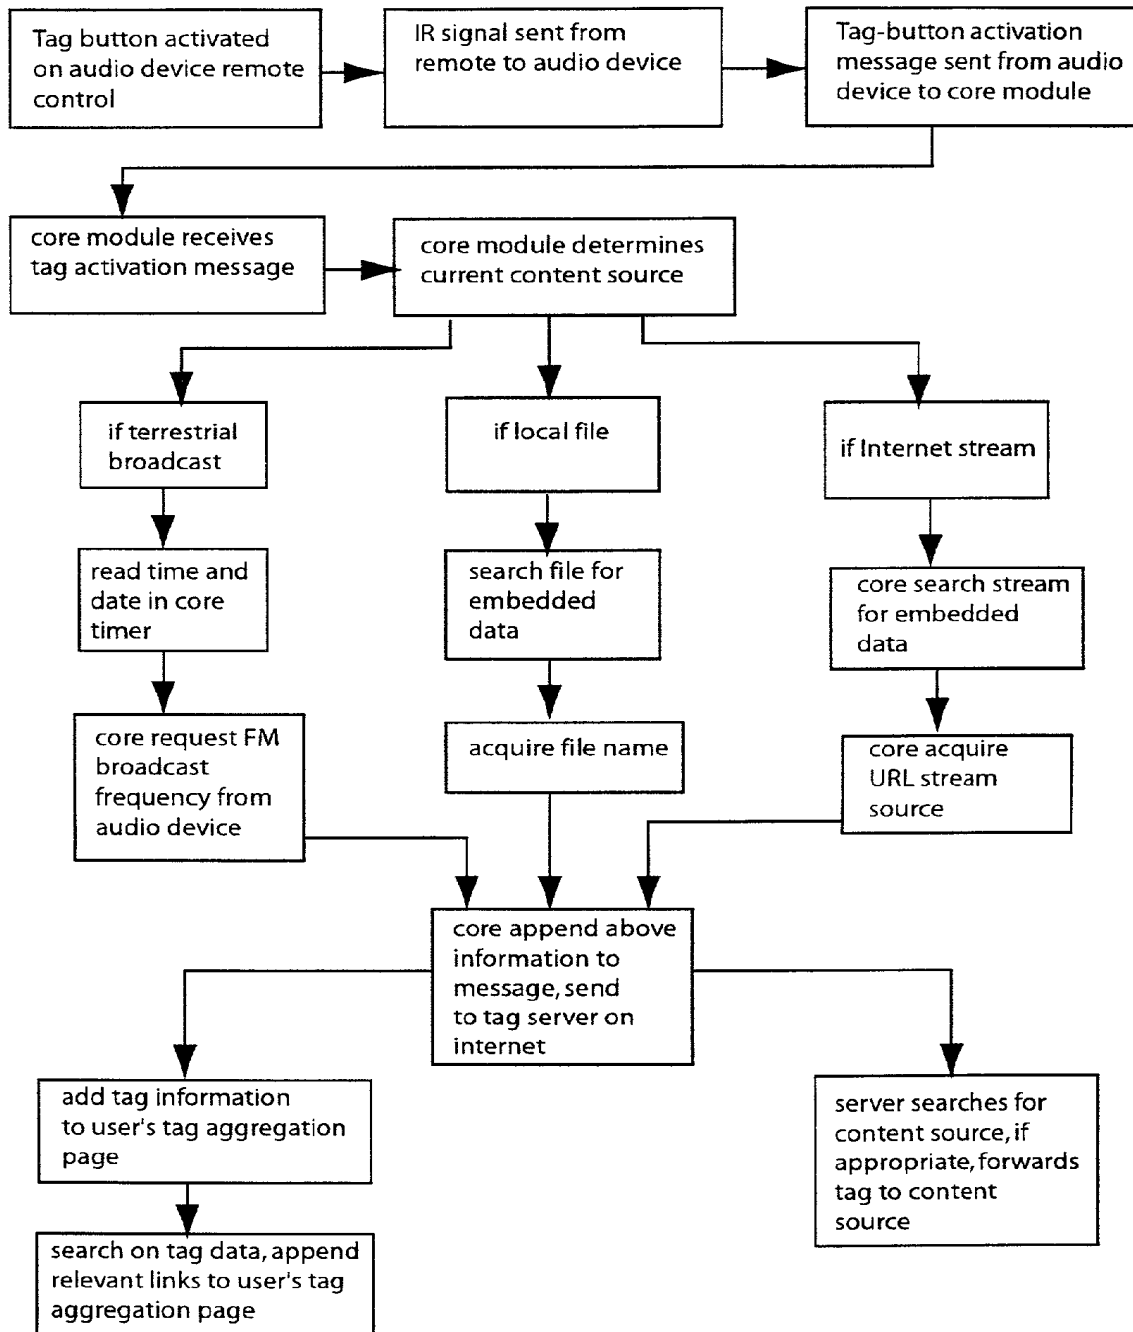 Tag button activated
on audio device remote
control
IR signal sent from
remote to audio device
Tag-button activation
message sent from audio
device to core module
core module receives
tag activation message
core module determines
current content source
if terrestrial
broadcast
if local file
if Internet stream
read time and
date in core
timer
search file for
embedded
data
core search stream
for embedded
data
core request FM
broadcast
frequency from
audio device
acquire file name
core acquire
URL stream
source
core append above
information to
message, send
to tag server on
internet
add tag information
to user's tag aggregation
page
server searches for
content source, if
appropriate, forwards
tag to content
source
search on tag data, append
relevant links to user's tag
aggregation page